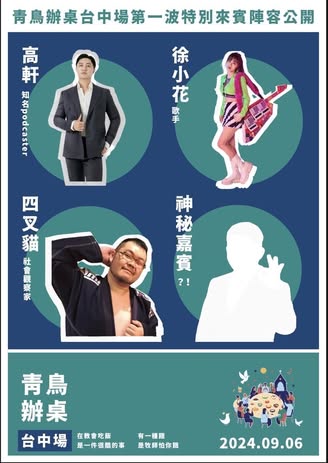 青鳥辦桌台中場第一波特別來賓陣容公開
高軒
知名podcaster
徐小花
歌手
四叉貓
社會觀察家
神秘嘉賓
?!
青鳥
辦桌
台中場
在教會吃飯
是一件很酷的事
有一種餓
是牧師怕你餓
2024.09.06